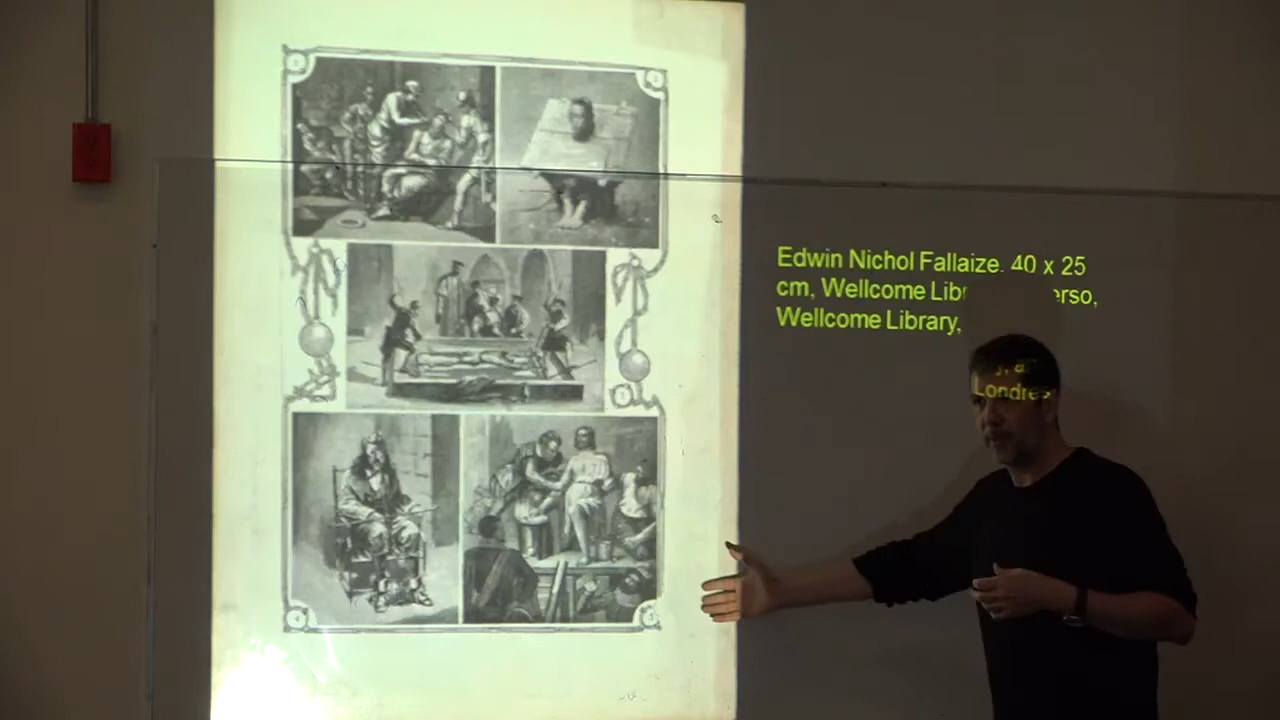 Edwin Nichol Fallaize. 40 x 25
cm, Wellcome Libr erso,
Wellcome Library,
Londres